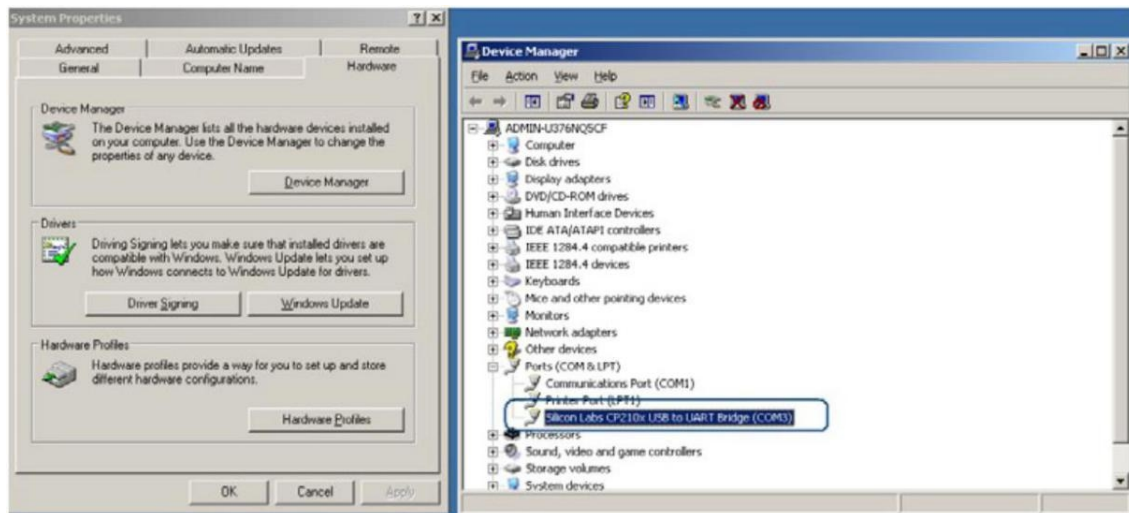 System Properties
Advanced
Automatic Updates
Remote
General
Computer Name
Hardware
Device Manager
The Device Manager lists all the hardware devices installed
on your computer. Use the Device Manager to change the
properties of any device.
Device Manager
Drivers
Driving Signing lets you make sure that installed drivers are
compatible with Windows. Windows Update lets you set up
how Windows connects to Windows Update for drivers.
Driver Signing
Windows Update
Hardware Profiles
Hardware profiles provide a way for you to set up and store
different hardware configurations.
Hardware Profiles
OK
Cancel
Apply
Device Manager
File Action View Help
ADMIN-U376NQSCF
Computer
Disk drives
Display adapters
DVD/CD-ROM drives
Human Interface Devices
IDE ATA/ATAPI controllers
IEEE 1284.4 compatible printers
IEEE 1284.4 devices
Keyboards
Mice and other pointing devices
Monitors
Network adapters
Other devices
Ports (COM & LPT)
Communications Port (COM1)
Printer Port (LPT1)
Silicon Labs CP210x USB to UART Bridge (COM3)
Processors
Sound, video and game controllers
Storage volumes
System devices